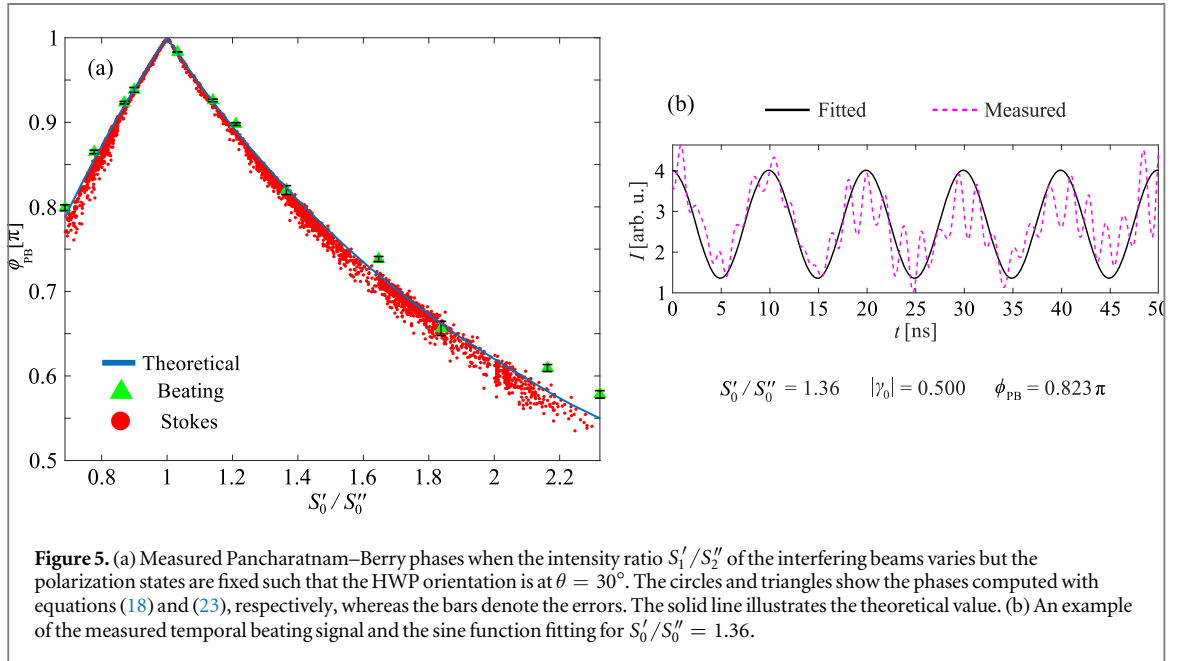 (a)
1
0.9
0.8
0.7
0.6
0.5
φPB [π]
Theoretical
Beating
Stokes
0.8 1 1.2 1.4 1.6 1.8 2 2.2
S′0 / S″0
(b)
Fitted Measured
4
3
2
1
I [arb. u.]
0 5 10 15 20 25 30 35 40 45 50
t [ns]
S′0 / S″0 = 1.36 |γ0| = 0.500 ϕPB = 0.823 π
Figure 5. (a) Measured Pancharatnam–Berry phases when the intensity ratio S′1/S″2 of the interfering beams varies but the
polarization states are fixed such that the HWP orientation is at θ = 30°. The circles and triangles show the phases computed with
equations (18) and (23), respectively, whereas the bars denote the errors. The solid line illustrates the theoretical value. (b) An example
of the measured temporal beating signal and the sine function fitting for S′0/S″0 = 1.36.